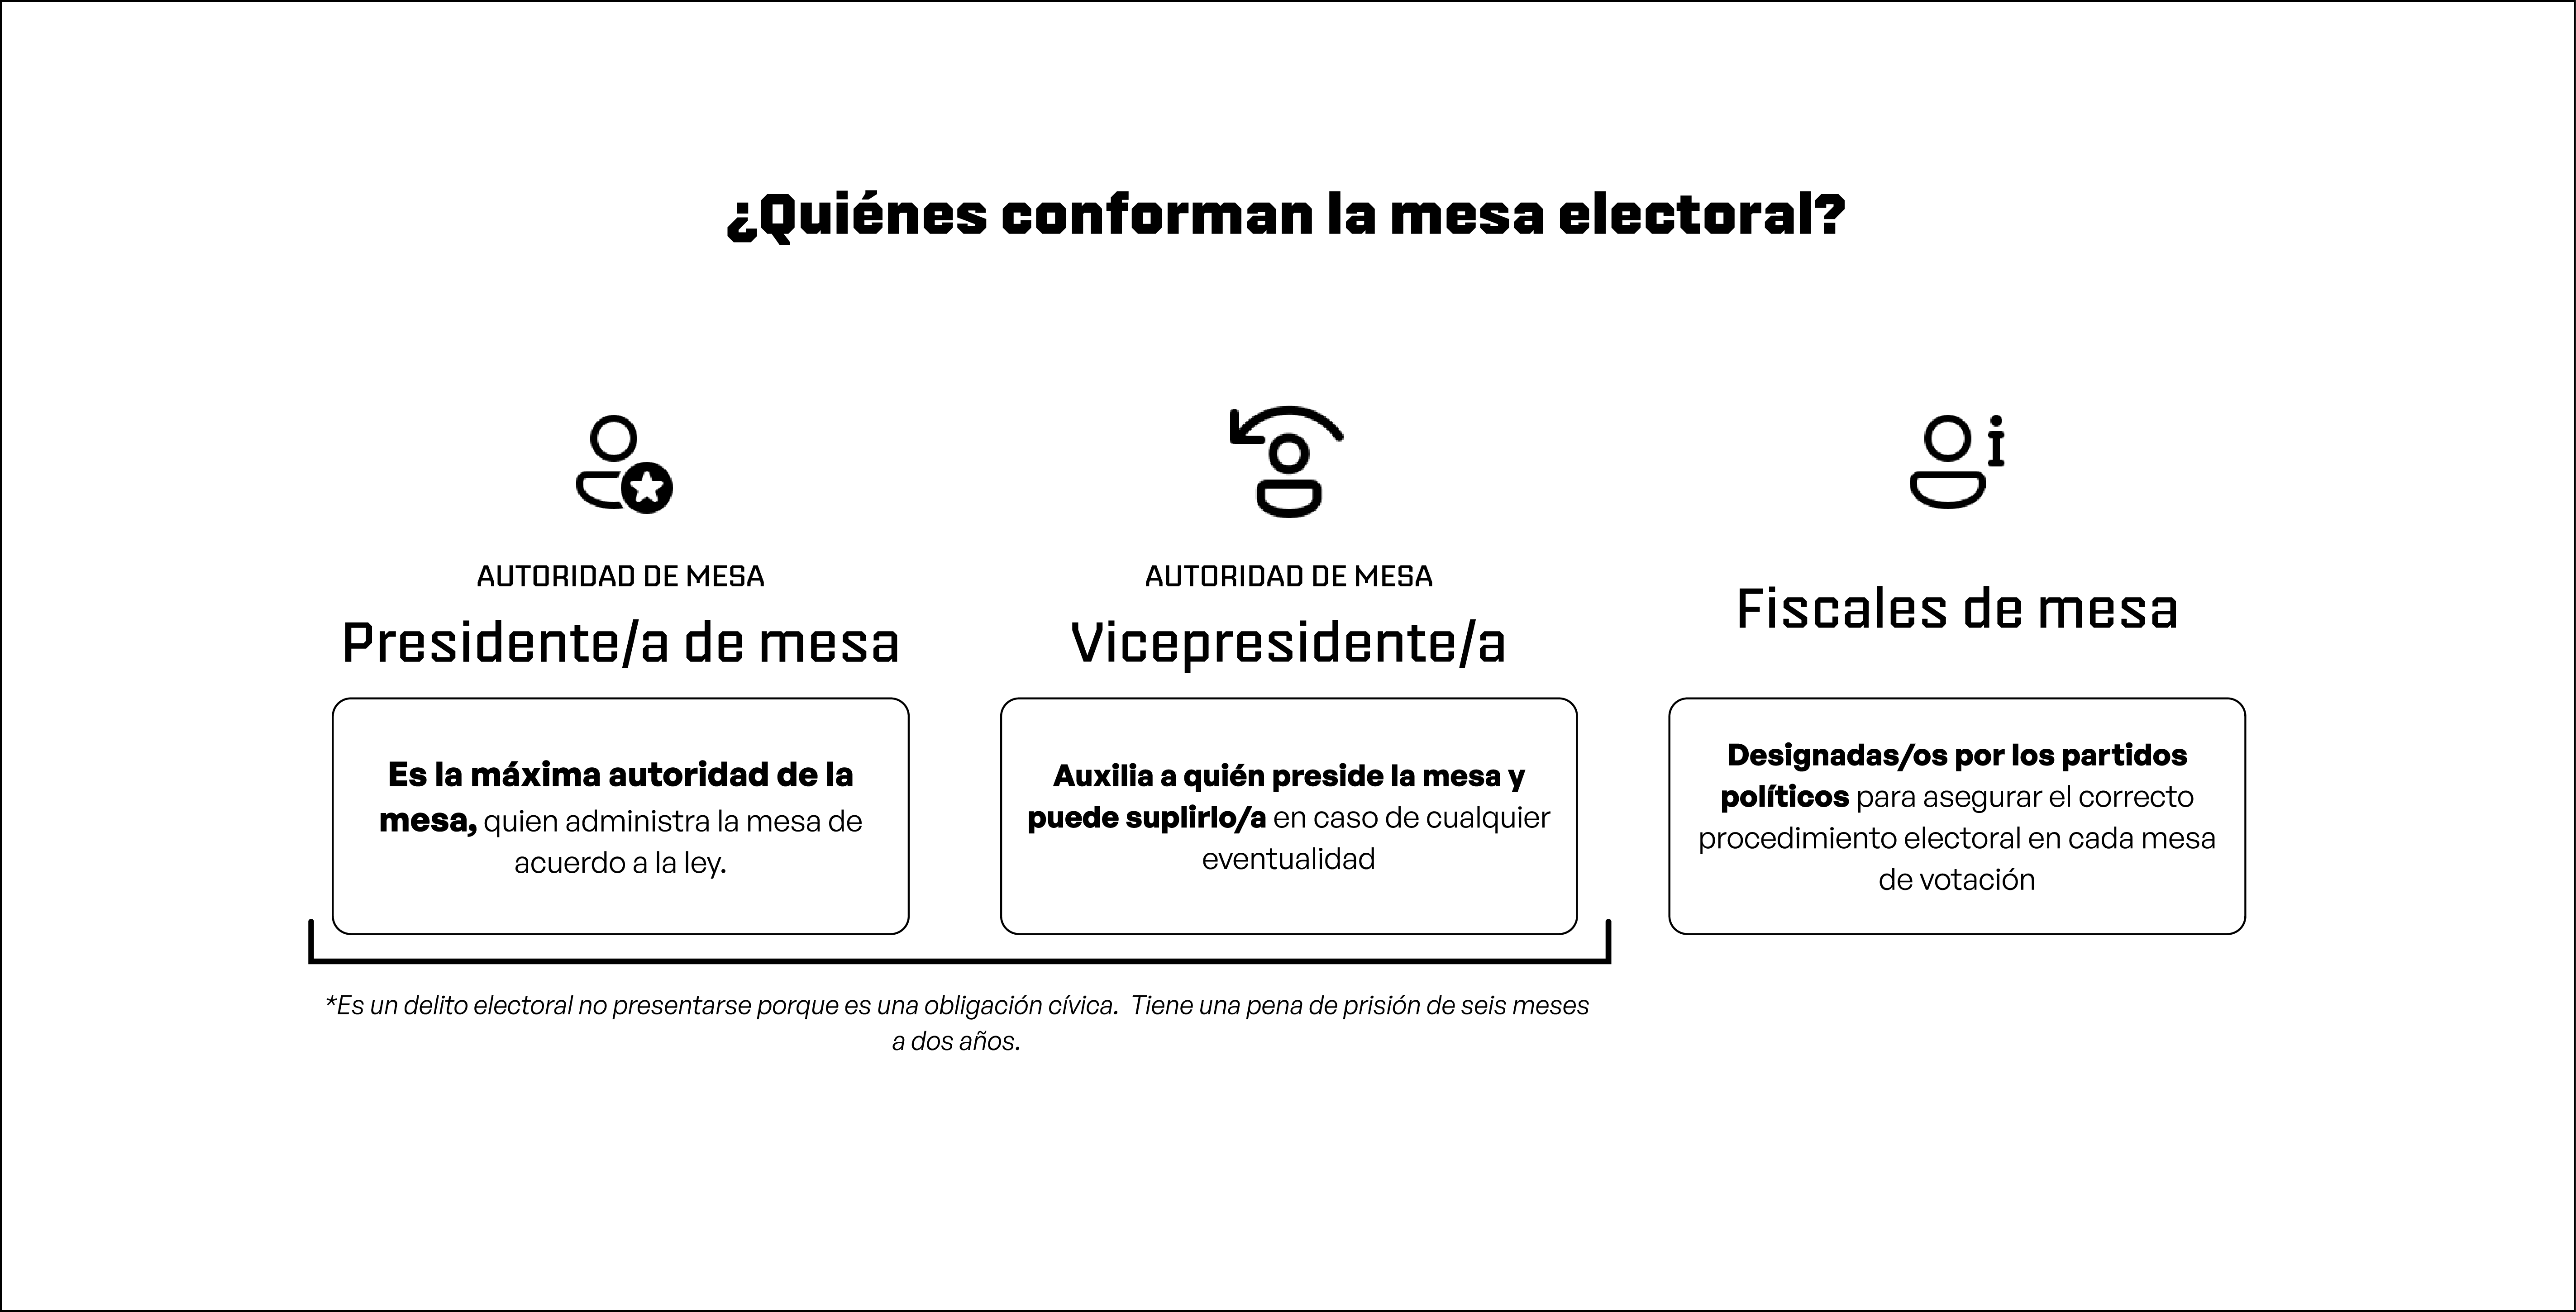 ¿Quiénes conforman la mesa electoral?
AUTORIDAD DE MESA
Presidente/a de mesa
Es la máxima autoridad de la
mesa, quien administra la mesa de
acuerdo a la ley.
AUTORIDAD DE MESA
Vicepresidente/a
Auxilia a quién preside la mesa y
puede suplirlo/a en caso de cualquier
eventualidad
Fiscales de mesa
Designadas/os por los partidos
políticos para asegurar el correcto
procedimiento electoral en cada mesa
de votación
*Es un delito electoral no presentarse porque es una obligación cívica. Tiene una pena de prisión de seis meses
a dos años.